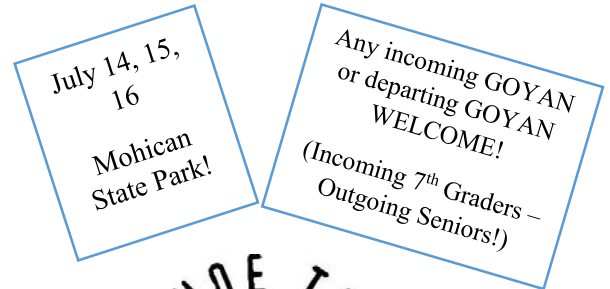 July 14, 15,
16
Mohican
State Park!
Any incoming GOYAN
or departing GOYAN
WELCOME!
(Incoming 7th Graders –
Outgoing Seniors!)